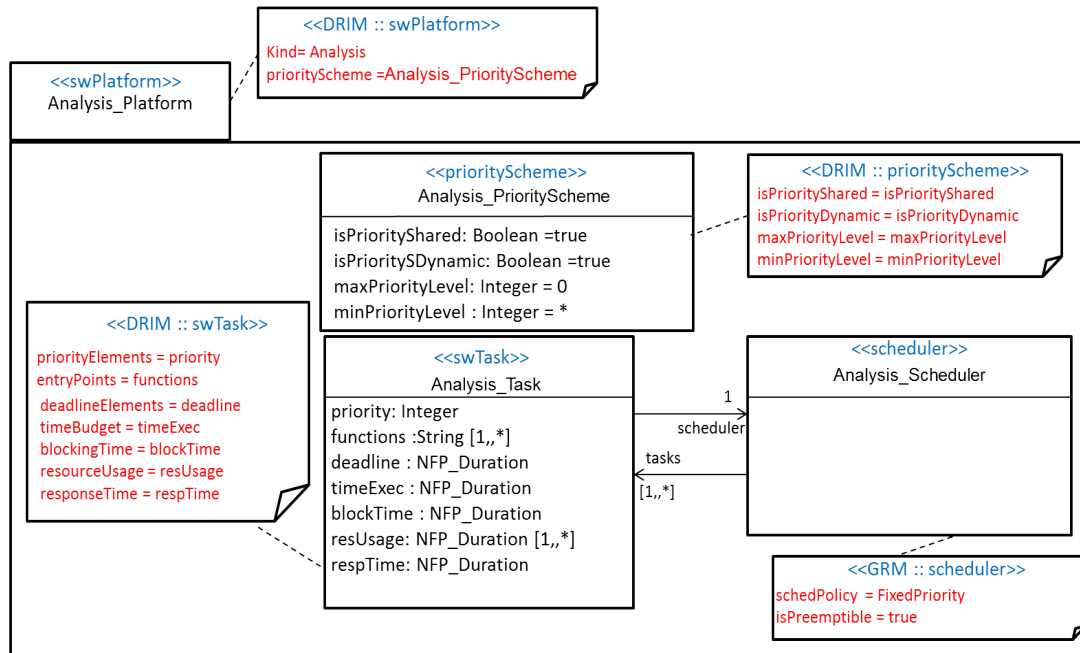 <<DRIM :: swPlatform>>
Kind= Analysis
priorityScheme =Analysis_PriorityScheme
<<swPlatform>>
Analysis_Platform
<<priorityScheme>>
Analysis_PriorityScheme
isPriorityShared: Boolean =true
isPrioritySDynamic: Boolean =true
maxPriorityLevel: Integer = 0
minPriorityLevel : Integer = *
<<DRIM :: priorityScheme>>
isPriorityShared = isPriorityShared
isPriorityDynamic = isPriorityDynamic
maxPriorityLevel = maxPriorityLevel
minPriorityLevel = minPriorityLevel
<<DRIM :: swTask>>
priorityElements = priority
entryPoints = functions
deadlineElements = deadline
timeBudget = timeExec
blockingTime = blockTime
resourceUsage = resUsage
responseTime = respTime
<<swTask>>
Analysis_Task
priority: Integer
functions :String [1,,*]
deadline : NFP_Duration
timeExec : NFP_Duration
blockTime : NFP_Duration
resUsage: NFP_Duration [1,,*]
respTime: NFP_Duration
1
scheduler
tasks
[1,,*]
<<scheduler>>
Analysis_Scheduler
<<GRM :: scheduler>>
schedPolicy = FixedPriority
isPreemptible = true